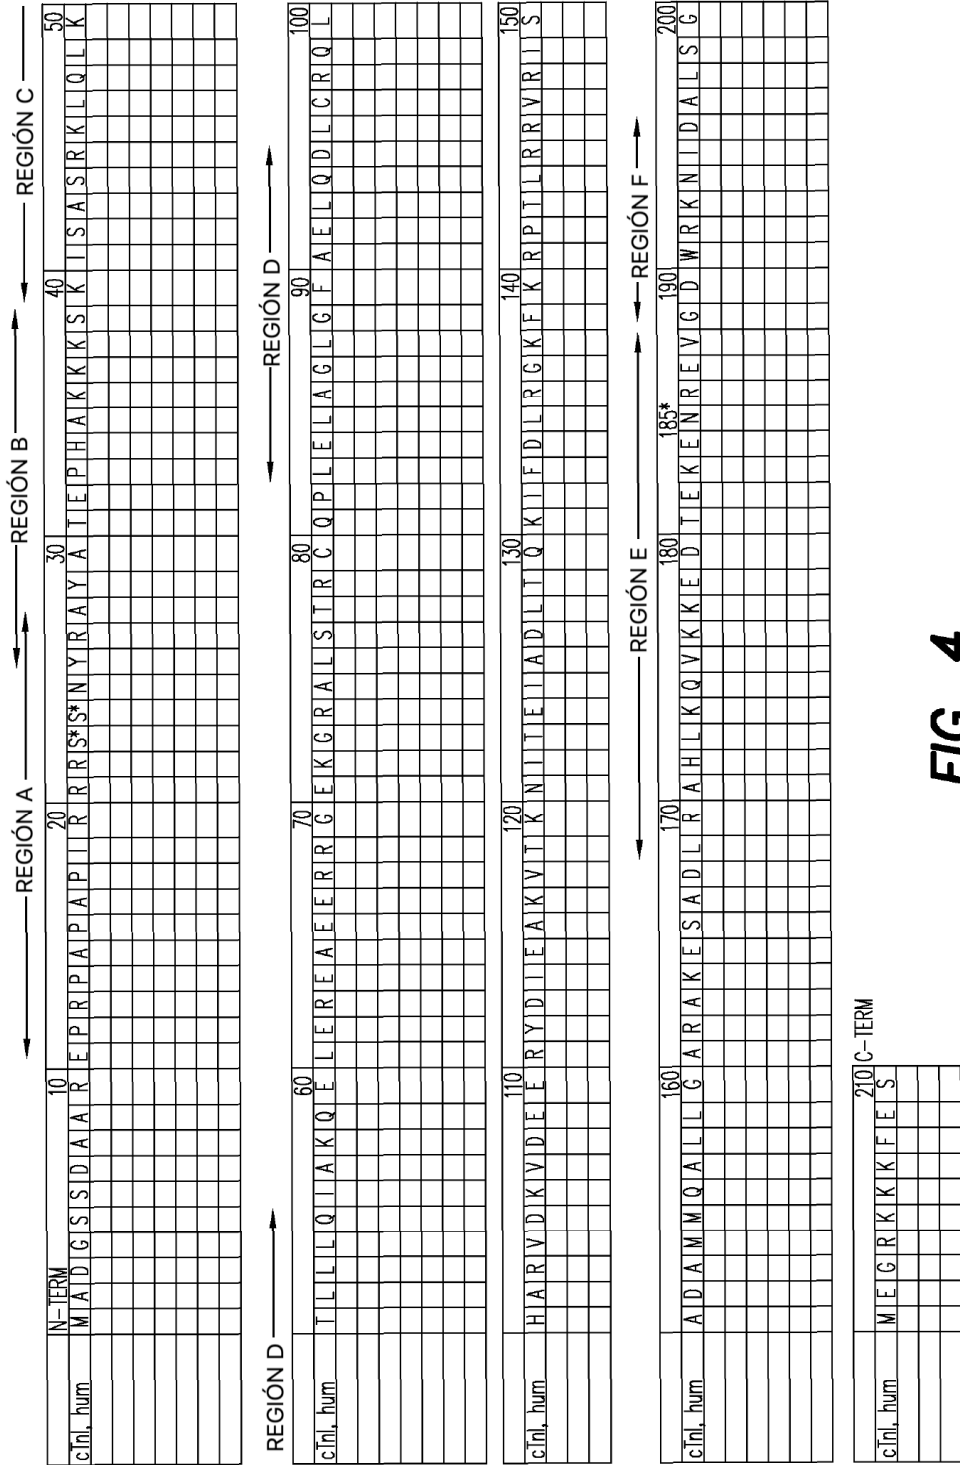 REGIÓN A REGIÓN B REGIÓN C
N-TERM 10 20 30 40 50
cTnI, hum M A D G S S D A A R E P R P A P A P I R R R S* S* N Y R A Y A T E P H A K K K S K I S A S R K L Q L K
REGIÓN D REGIÓN D
60 70 80 90 100
cTnI, hum T L L L Q I A K Q E L E R E A E E R R G E K G R A L S T R C Q P L E L A G L G F A E L Q D L C R Q L
110 120 130 140 150
cTnI, hum H A R V D K V D E E R Y D I E A K V T K N I T E I A D L T Q K I F D L R G K F K R P T L R R V R I S
REGIÓN E REGIÓN F
160 170 180 185* 190 200
cTnI, hum A D A M M Q A L L G A R A K E S A D L R A H L K Q V K K E D T E K E N R E V G D W R K N I D A L S G
210 C-TERM
cTnI, hum M E G R K K K F E S
FIG. 4